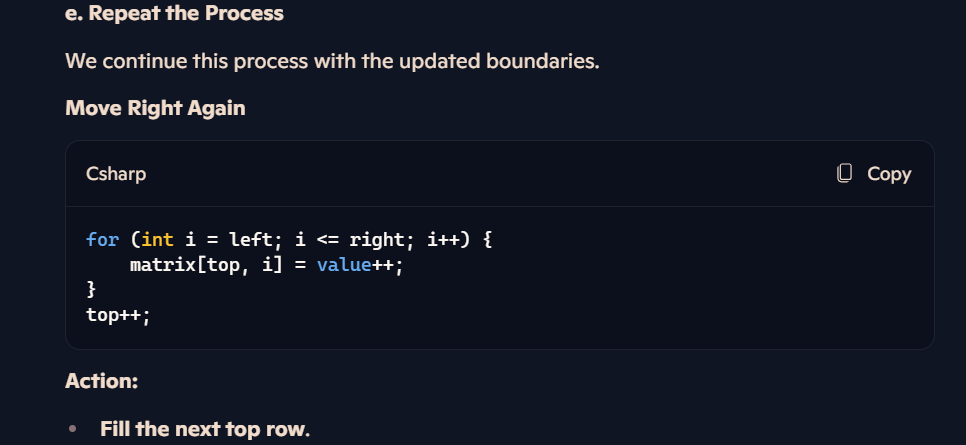 e. Repeat the Process
We continue this process with the updated boundaries.
Move Right Again
Csharp
Copy
for (int i = left; i <= right; i++) {
    matrix[top, i] = value++;
}
top++;
Action:
• Fill the next top row.